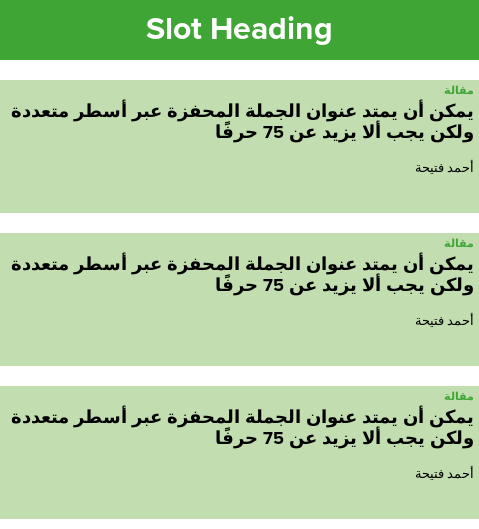 Slot Heading
مقالة
يمكن أن يمتد عنوان الجملة المحفزة عبر أسطر متعددة
ولكن يجب ألا يزيد عن 75 حرفًا
أحمد فتيحة
مقالة
يمكن أن يمتد عنوان الجملة المحفزة عبر أسطر متعددة
ولكن يجب ألا يزيد عن 75 حرفًا
أحمد فتيحة
مقالة
يمكن أن يمتد عنوان الجملة المحفزة عبر أسطر متعددة
ولكن يجب ألا يزيد عن 75 حرفًا
أحمد فتيحة